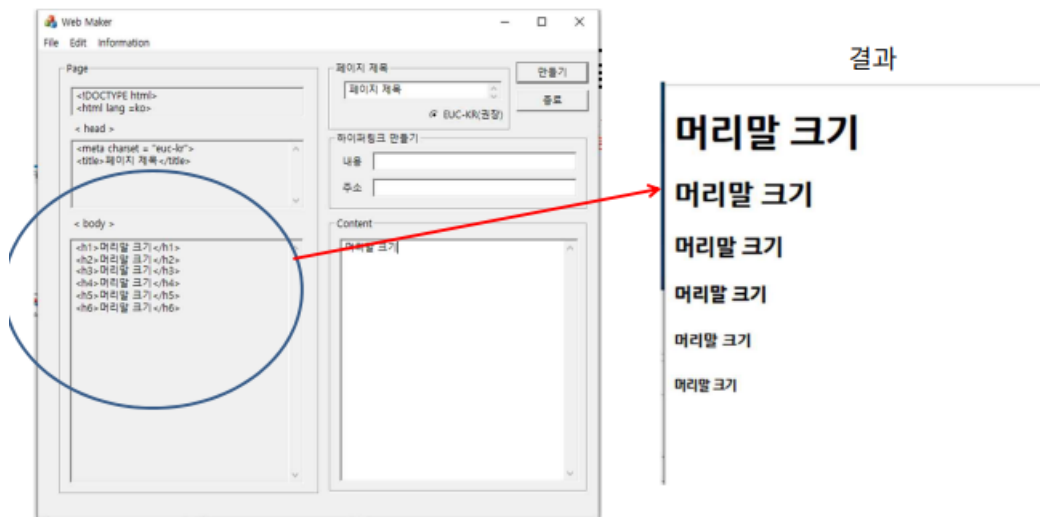 Web Maker
File Edit Information
Page
<!DOCTYPE html>
<html lang =ko>
< head >
<meta charset = "euc-kr">
<title>페이지 제목</title>
< body >
<h1>머리말 크기</h1>
<h2>머리말 크기</h2>
<h3>머리말 크기</h3>
<h4>머리말 크기</h4>
<h5>머리말 크기</h5>
<h6>머리말 크기</h6>
페이지 제목
페이지 제목
EUC-KR(권장)
만들기
종료
하이퍼링크 만들기
내용
주소
Content
머리말 크기
결과
머리말 크기
머리말 크기
머리말 크기
머리말 크기
머리말 크기
머리말 크기